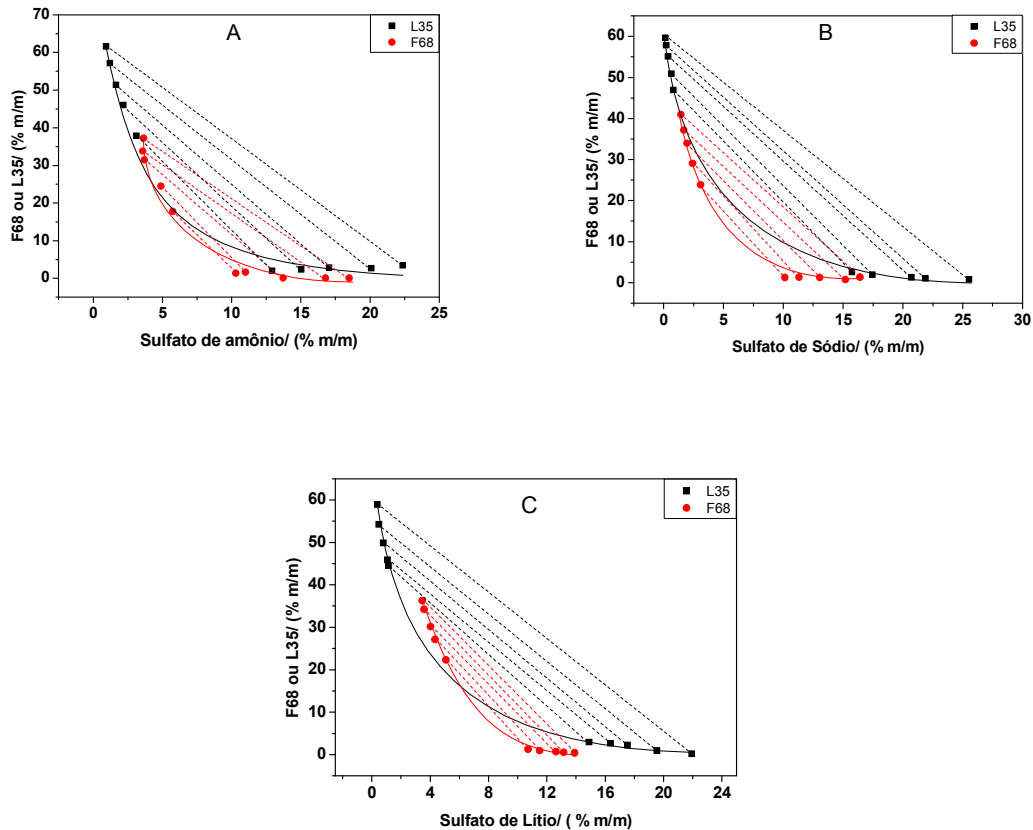 A
L35
F68
F68 ou L35/ (% m/m)
70
60
50
40
30
20
10
0
0 5 10 15 20 25
Sulfato de amônio/ (% m/m)
B
L35
F68
F68 ou L35/ (% m/m)
60
50
40
30
20
10
0
0 5 10 15 20 25 30
Sulfato de Sódio/ (% m/m)
C
L35
F68
F68 ou L35/ (% m/m)
60
50
40
30
20
10
0
0 4 8 12 16 20 24
Sulfato de Lítio/ ( % m/m)